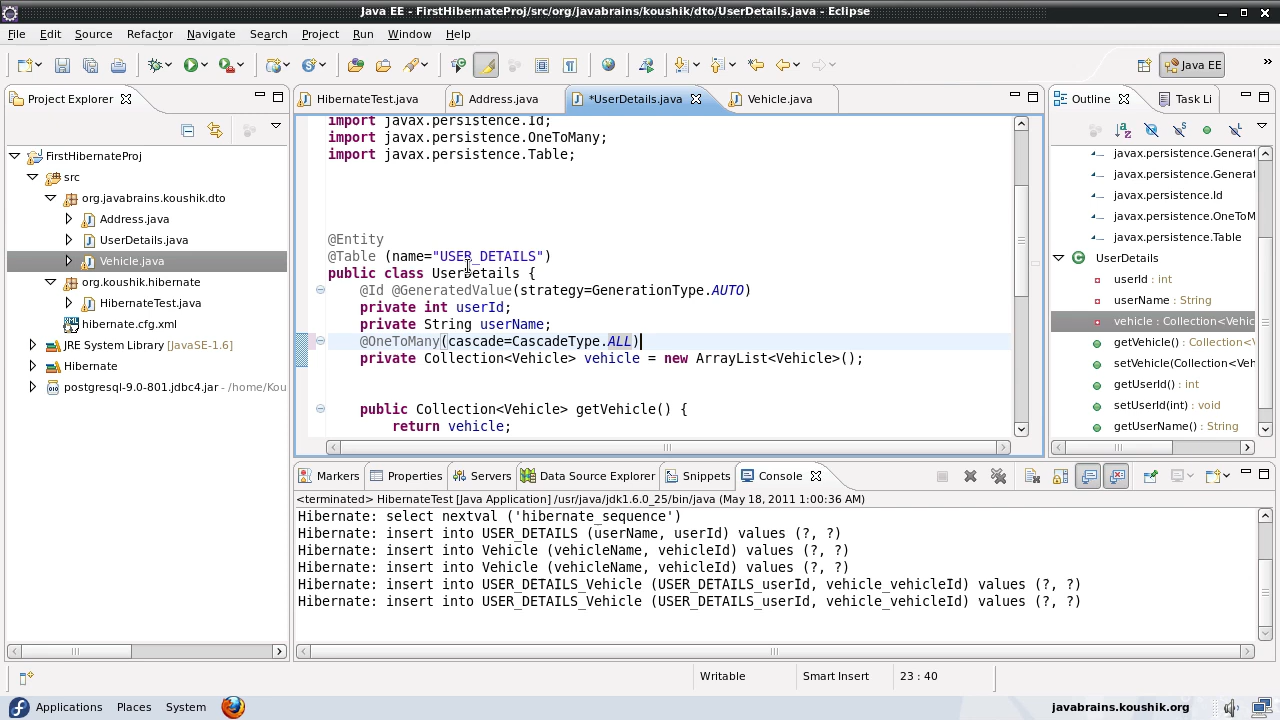 Java EE - FirstHibernateProj/src/org/javabrains/koushik/dto/UserDetails.java - Eclipse
File Edit Source Refactor Navigate Search Project Run Window Help
Java EE
Project Explorer
HibernateTest.java
Address.java
*UserDetails.java
Vehicle.java
Outline
Task Li
FirstHibernateProj
src
org.javabrains.koushik.dto
Address.java
UserDetails.java
Vehicle.java
org.koushik.hibernate
HibernateTest.java
hibernate.cfg.xml
JRE System Library [JavaSE-1.6]
Hibernate
postgresql-9.0-801.jdbc4.jar - /home/Kou
import javax.persistence.Id;
import javax.persistence.OneToMany;
import javax.persistence.Table;
@Entity
@Table (name="USER_DETAILS")
public class UserDetails {
@Id @GeneratedValue(strategy=GenerationType.AUTO)
private int userId;
private String userName;
@OneToMany(cascade=CascadeType.ALL)
private Collection<Vehicle> vehicle = new ArrayList<Vehicle>();
public Collection<Vehicle> getVehicle() {
return vehicle;
javax.persistence.Generat
javax.persistence.Generat
javax.persistence.Id
javax.persistence.OneToM
javax.persistence.Table
UserDetails
userId : int
userName : String
vehicle : Collection<Vehic
getVehicle() : Collection<V
setVehicle(Collection<Veh
getUserId() : int
setUserId(int) : void
getUserName() : String
Markers Properties Servers Data Source Explorer Snippets Console
<terminated> HibernateTest [Java Application] /usr/java/jdk1.6.0_25/bin/java (May 18, 2011 1:00:36 AM)
Hibernate: select nextval ('hibernate_sequence')
Hibernate: insert into USER_DETAILS (userName, userId) values (?, ?)
Hibernate: insert into Vehicle (vehicleName, vehicleId) values (?, ?)
Hibernate: insert into Vehicle (vehicleName, vehicleId) values (?, ?)
Hibernate: insert into USER_DETAILS_Vehicle (USER_DETAILS_userId, vehicle_vehicleId) values (?, ?)
Hibernate: insert into USER_DETAILS_Vehicle (USER_DETAILS_userId, vehicle_vehicleId) values (?, ?)
Writable
Smart Insert
23 : 40
Applications Places System
javabrains.koushik.org